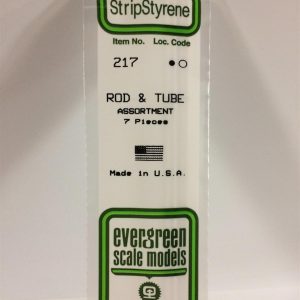 StripStyrene
Item No. Loc. Code
217
ROD & TUBE
ASSORTMENT
7 Pieces
Made in U.S.A.
evergreen
scale models